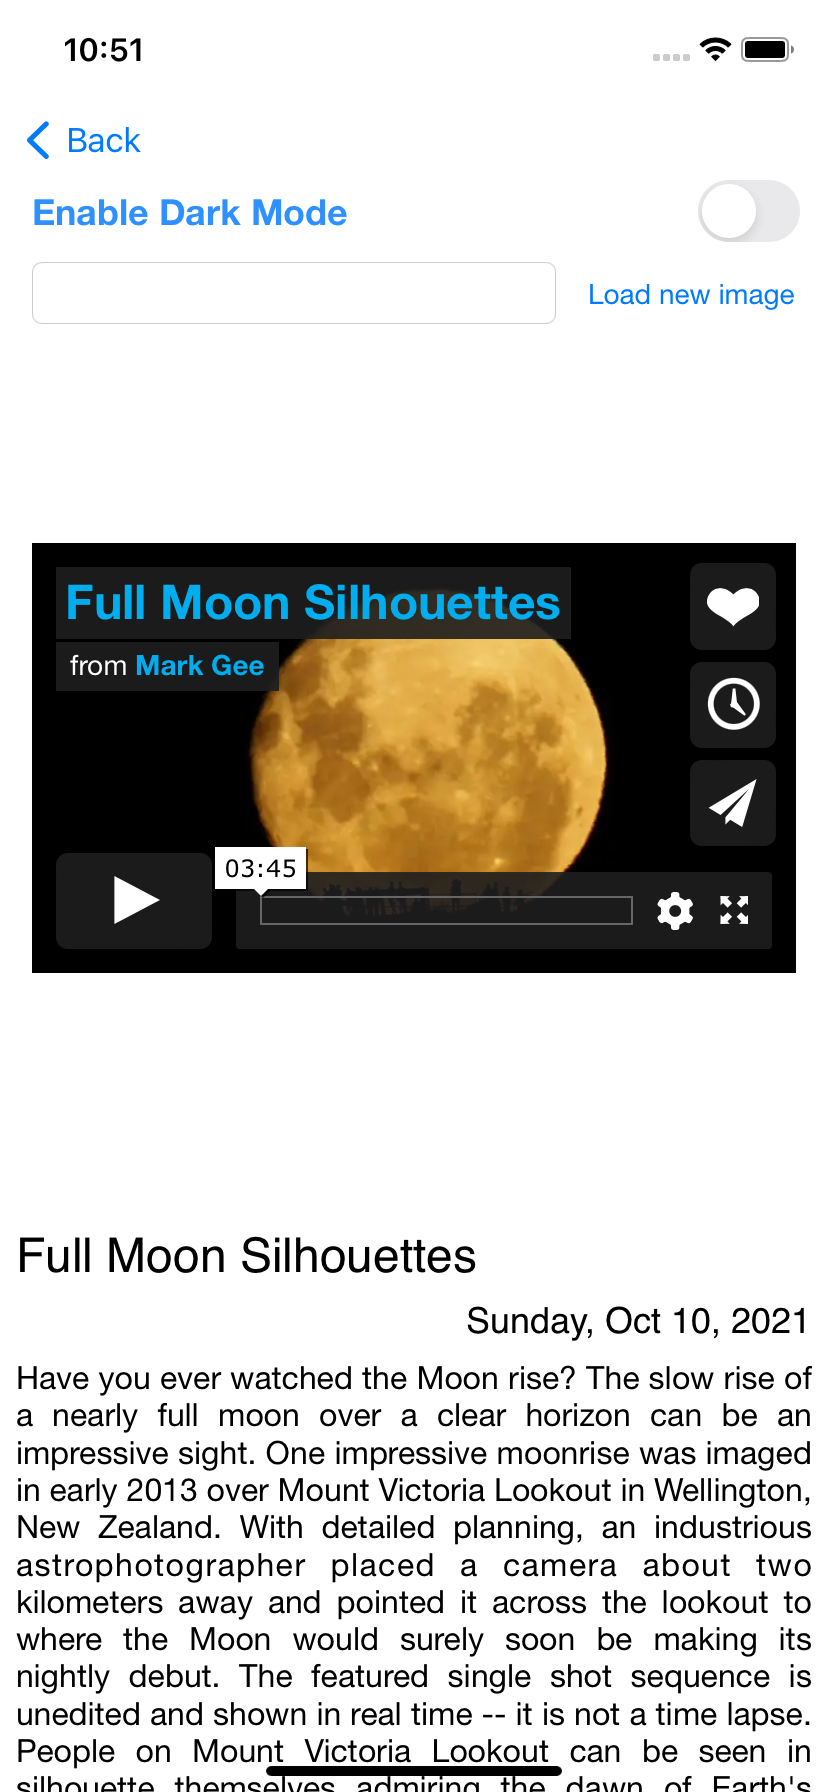 10:51
Back
Enable Dark Mode
Load new image
Full Moon Silhouettes
from Mark Gee
03:45
Full Moon Silhouettes
Sunday, Oct 10, 2021
Have you ever watched the Moon rise? The slow rise of
a nearly full moon over a clear horizon can be an
impressive sight. One impressive moonrise was imaged
in early 2013 over Mount Victoria Lookout in Wellington,
New Zealand. With detailed planning, an industrious
astrophotographer placed a camera about two
kilometers away and pointed it across the lookout to
where the Moon would surely soon be making its
nightly debut. The featured single shot sequence is
unedited and shown in real time -- it is not a time lapse.
People on Mount Victoria Lookout can be seen in
silhouette themselves admiring the dawn of Earth's